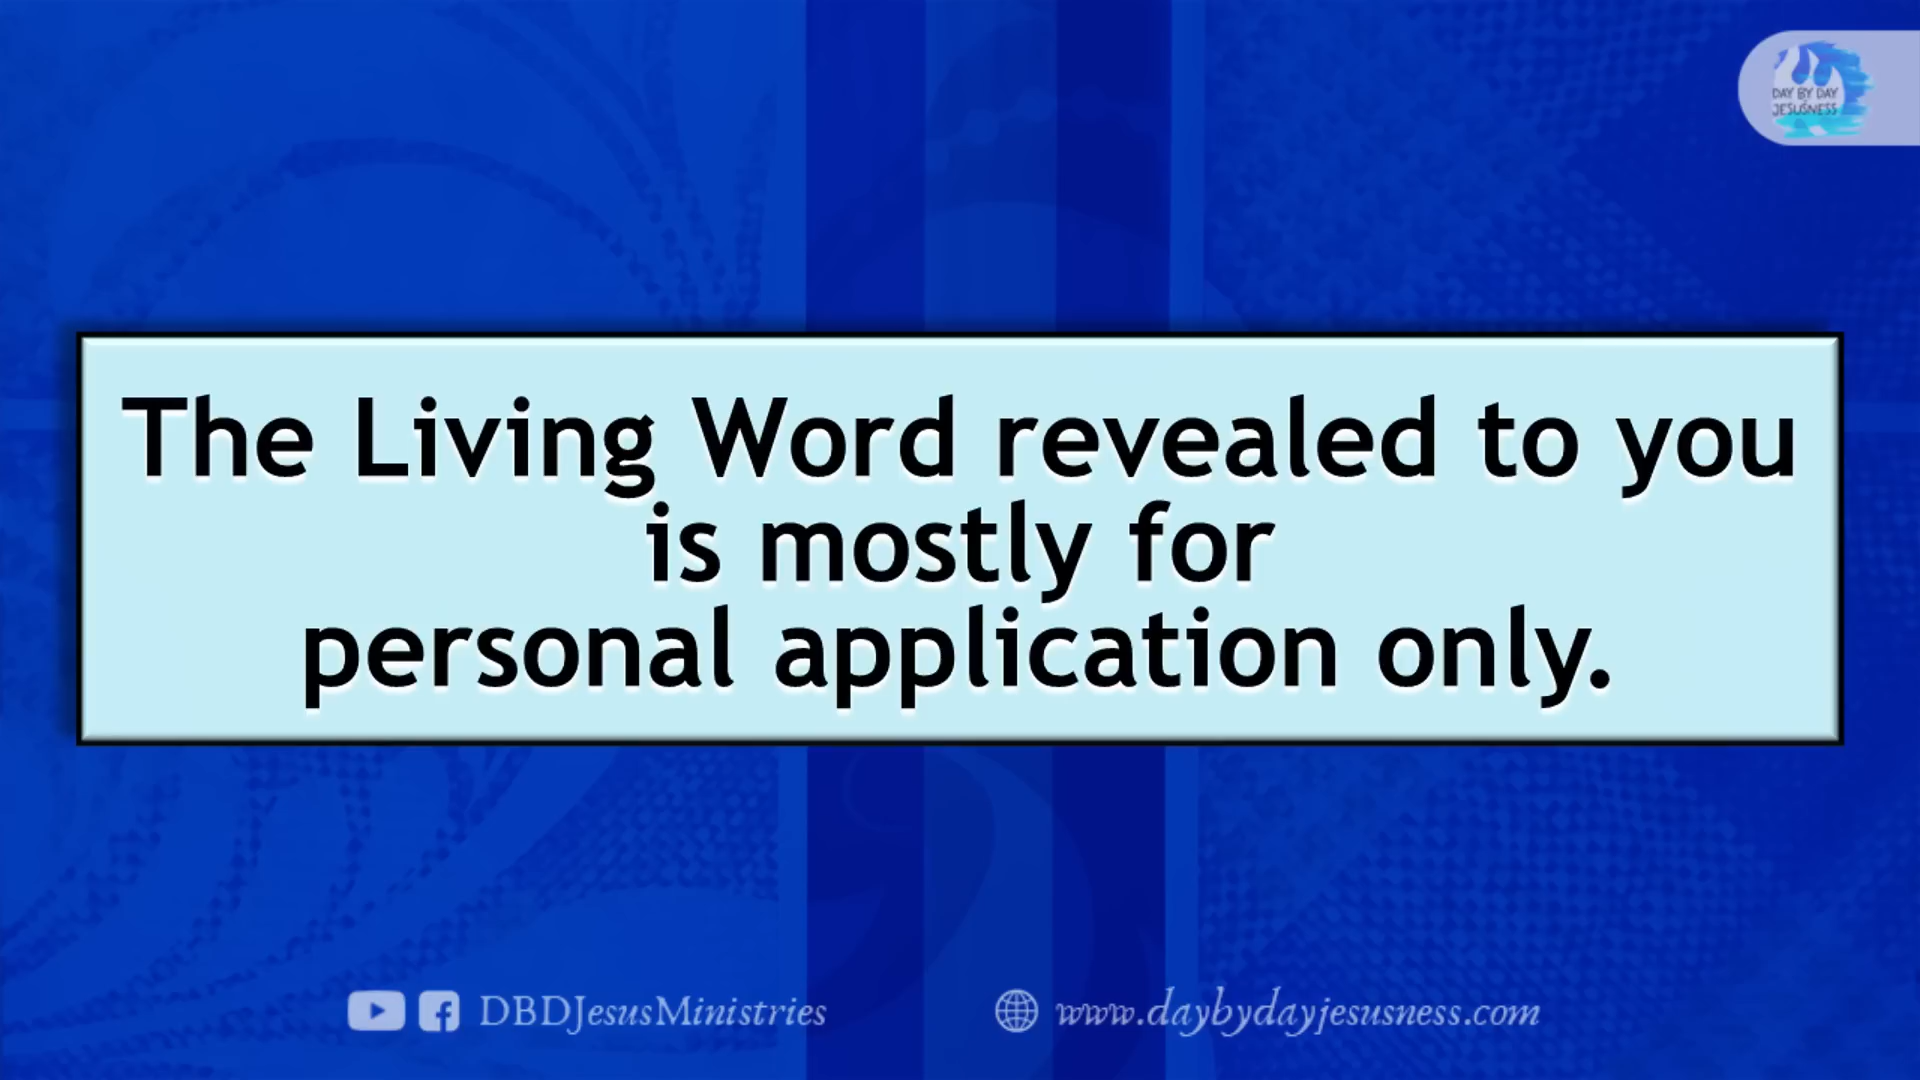 DAY BY DAY
JESUSNESS
The Living Word revealed to you
is mostly for
personal application only.
DBDJesusMinistries
www.daybydayjesusness.com